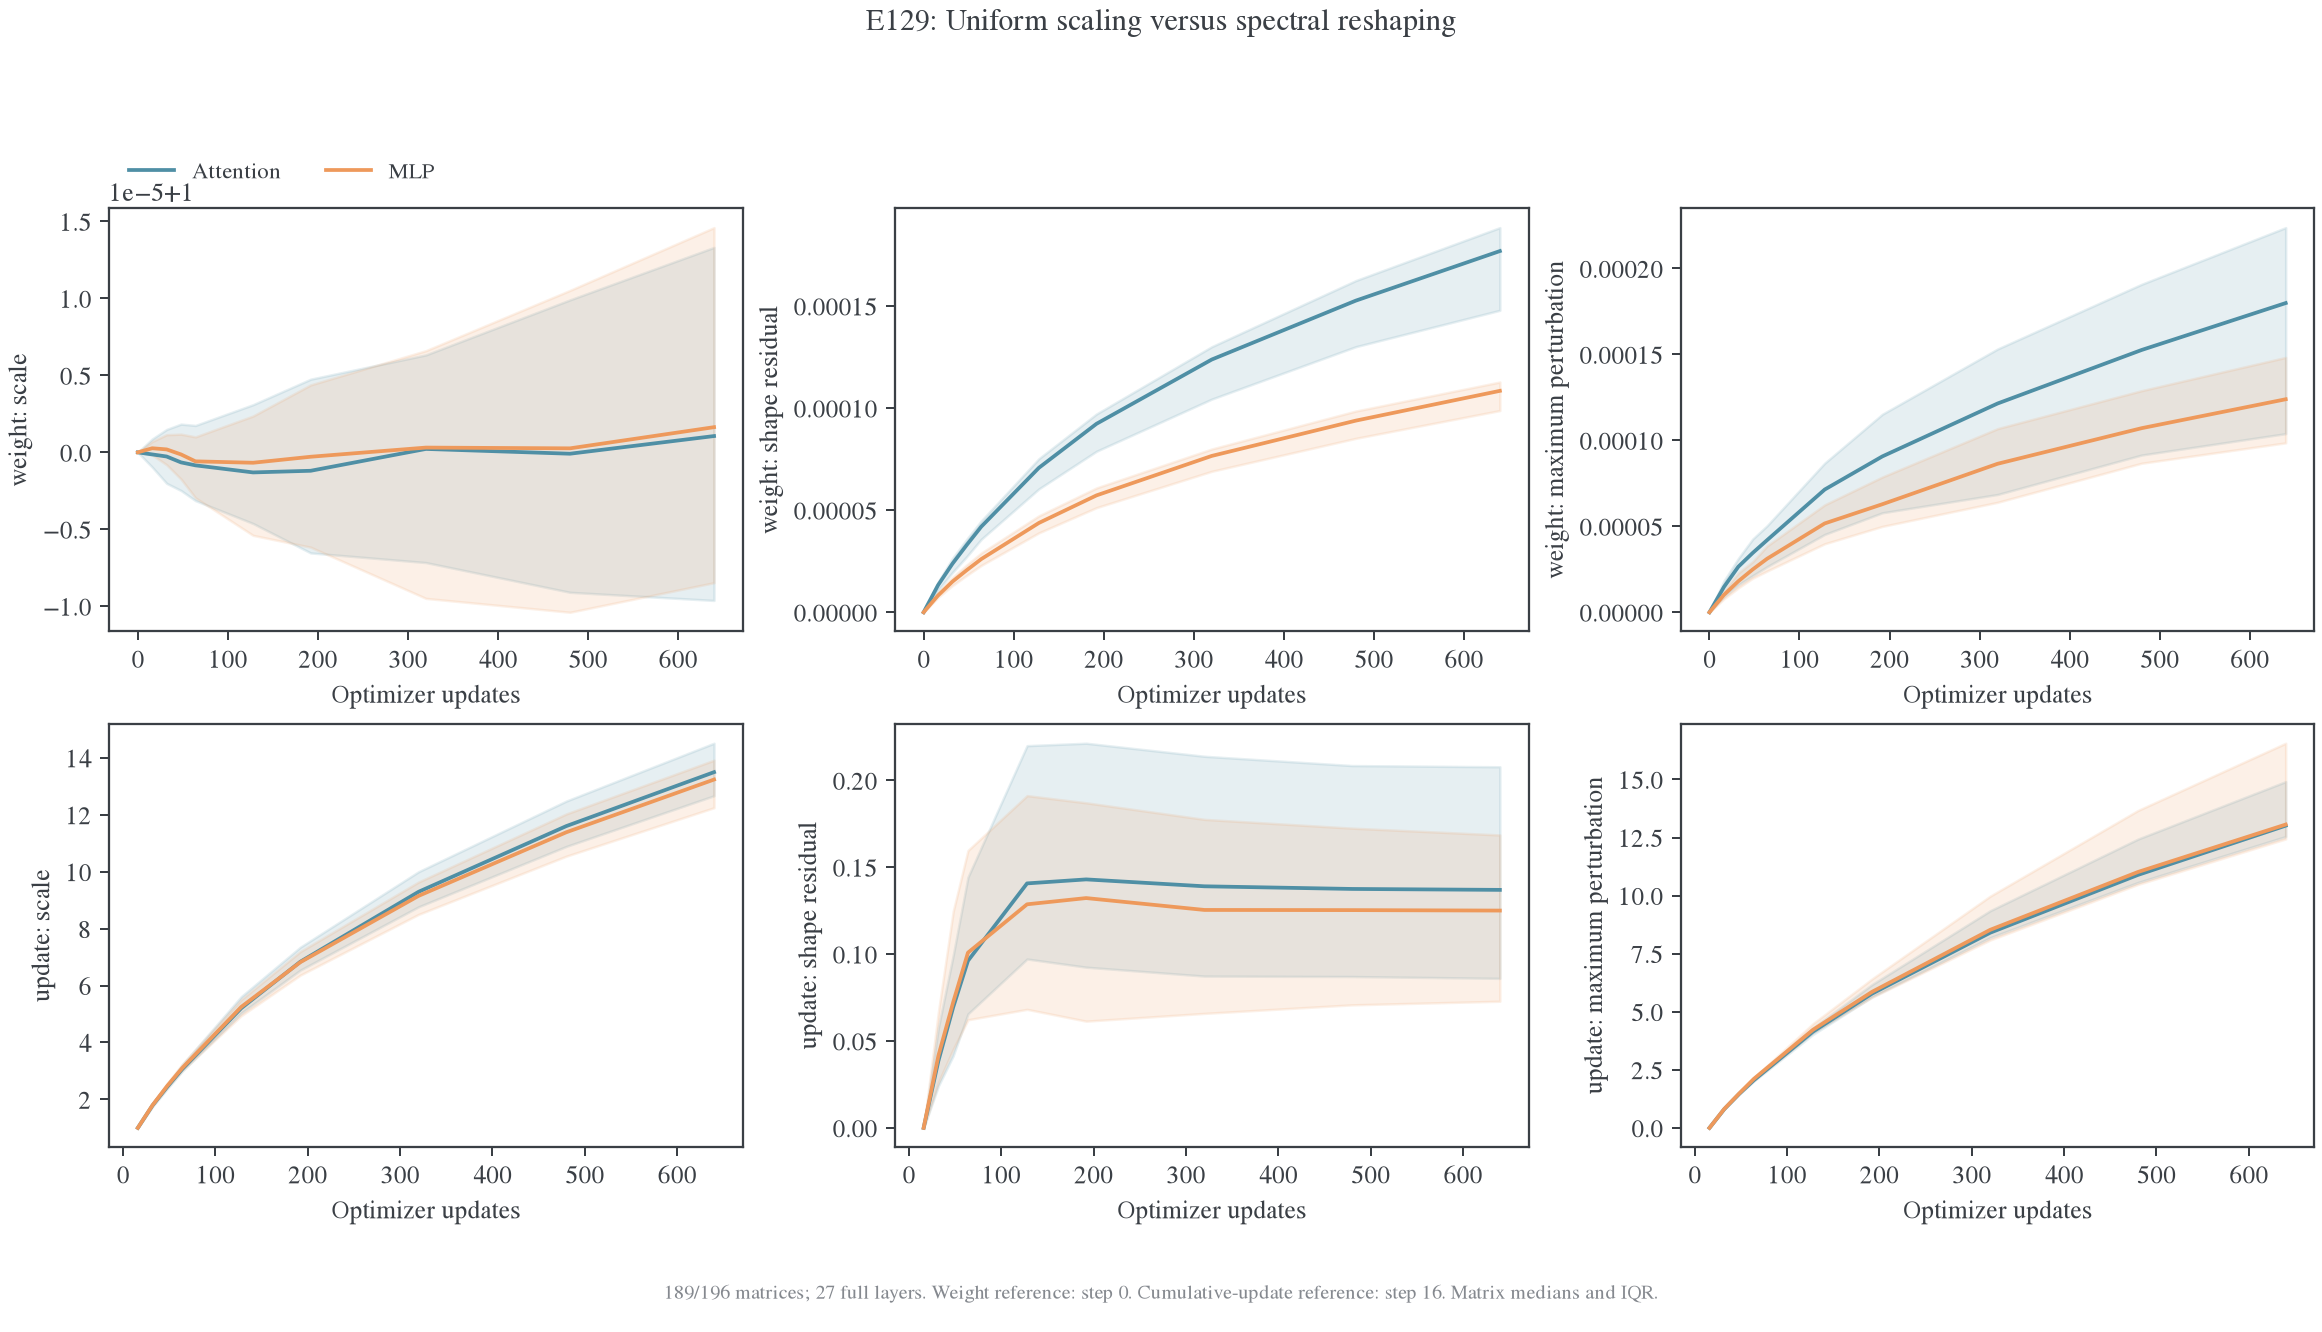 E129: Uniform scaling versus spectral reshaping
Attention
MLP
1e−5+1
1.5
1.0
0.5
0.0
−0.5
−1.0
weight: scale
0 100 200 300 400 500 600
Optimizer updates
0.00015
0.00010
0.00005
0.00000
weight: shape residual
0 100 200 300 400 500 600
Optimizer updates
0.00020
0.00015
0.00010
0.00005
0.00000
weight: maximum perturbation
0 100 200 300 400 500 600
Optimizer updates
14
12
10
8
6
4
2
update: scale
0 100 200 300 400 500 600
Optimizer updates
0.20
0.15
0.10
0.05
0.00
update: shape residual
0 100 200 300 400 500 600
Optimizer updates
15.0
12.5
10.0
7.5
5.0
2.5
0.0
update: maximum perturbation
0 100 200 300 400 500 600
Optimizer updates
189/196 matrices; 27 full layers. Weight reference: step 0. Cumulative-update reference: step 16. Matrix medians and IQR.